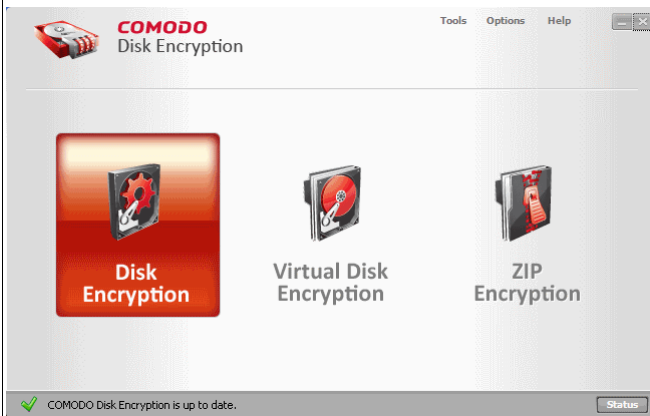 COMODO
Disk Encryption
Tools Options Help
Disk
Encryption
Virtual Disk
Encryption
ZIP
Encryption
COMODO Disk Encryption is up to date.
Status